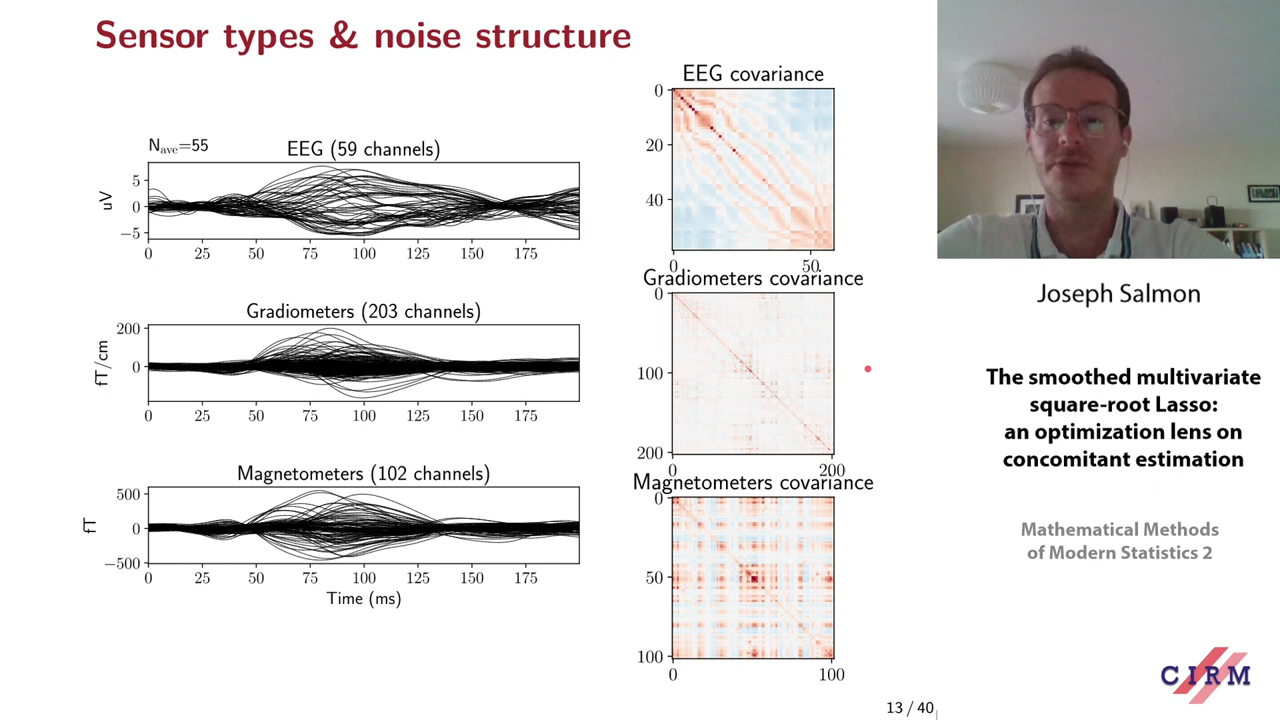 Sensor types & noise structure
Nave=55
EEG (59 channels)
uV
5
0
−5
0 25 50 75 100 125 150 175
Gradiometers (203 channels)
fT/cm
200
0
0 25 50 75 100 125 150 175
Magnetometers (102 channels)
fT
500
0
−500
0 25 50 75 100 125 150 175
Time (ms)
EEG covariance
0
20
40
0 50
Gradiometers covariance
0
100
200
0 200
Magnetometers covariance
0
50
100
0 100
13 / 40
Joseph Salmon
The smoothed multivariate
square-root Lasso:
an optimization lens on
concomitant estimation
Mathematical Methods
of Modern Statistics 2
CIRM